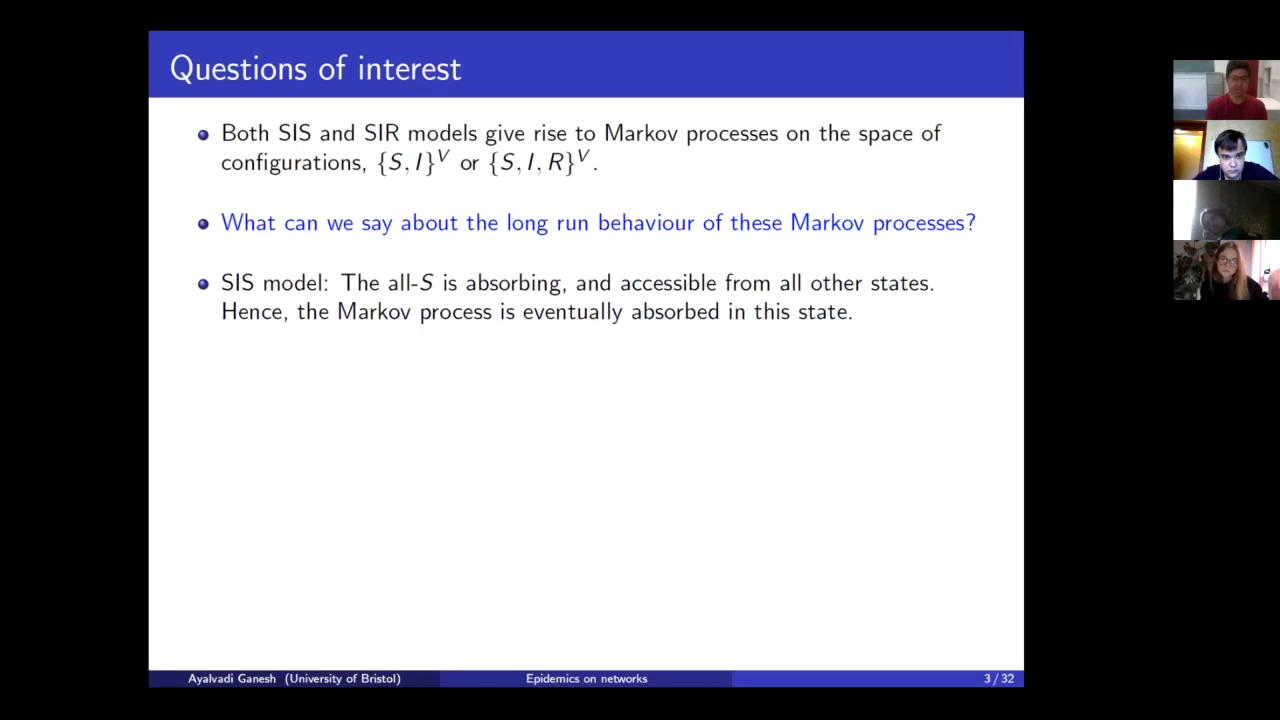 Questions of interest
Both SIS and SIR models give rise to Markov processes on the space of
configurations, {S, I}^V or {S, I, R}^V.
What can we say about the long run behaviour of these Markov processes?
SIS model: The all-S is absorbing, and accessible from all other states.
Hence, the Markov process is eventually absorbed in this state.
Ayalvadi Ganesh (University of Bristol)
Epidemics on networks
3 / 32